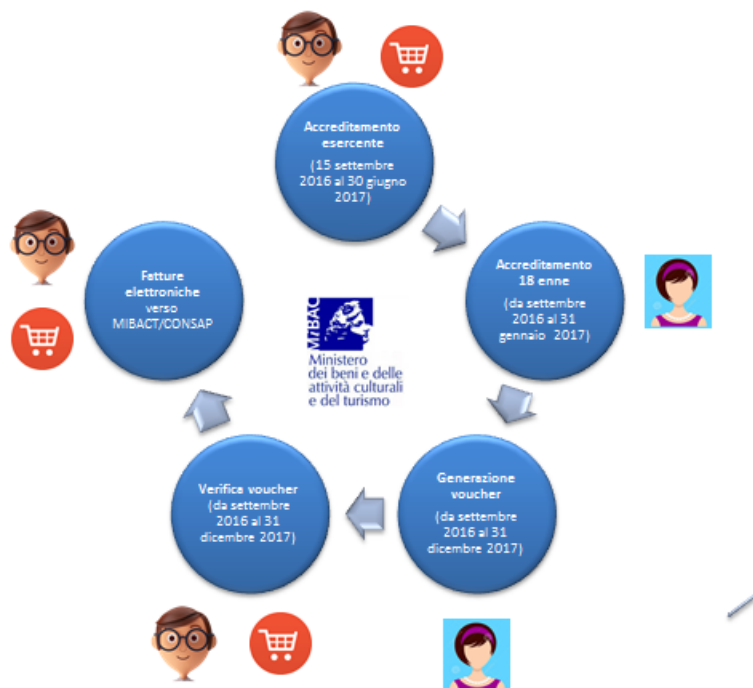 Accreditamento
esercente
(15 settembre
2016 al 30 giugno
2017)
Accreditamento
18 enne
(da settembre
2016 al 31
gennaio 2017)
Generazione
voucher
(da settembre
2016 al 31
dicembre 2017)
Verifica voucher
(da settembre
2016 al 31
dicembre 2017)
Fatture
elettroniche
verso
MIBACT/CONSAP
MiBAC
Ministero
dei beni e delle
attività culturali
e del turismo